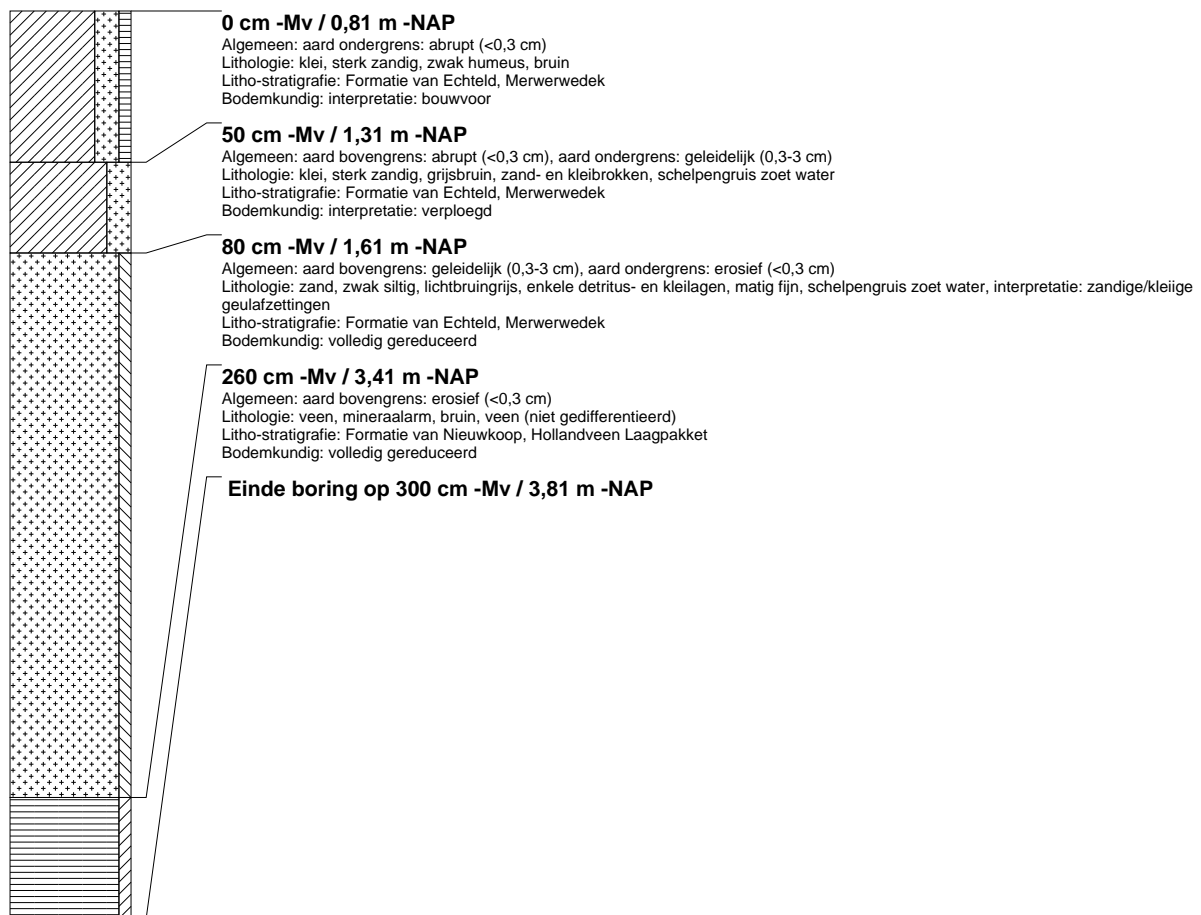 0 cm -Mv / 0,81 m -NAP
Algemeen: aard ondergrens: abrupt (<0,3 cm)
Lithologie: klei, sterk zandig, zwak humeus, bruin
Litho-stratigrafie: Formatie van Echteld, Merwerwedek
Bodemkundig: interpretatie: bouwvoor
50 cm -Mv / 1,31 m -NAP
Algemeen: aard bovengrens: abrupt (<0,3 cm), aard ondergrens: geleidelijk (0,3-3 cm)
Lithologie: klei, sterk zandig, grijsbruin, zand- en kleibrokken, schelpengruis zoet water
Litho-stratigrafie: Formatie van Echteld, Merwerwedek
Bodemkundig: interpretatie: verploegd
80 cm -Mv / 1,61 m -NAP
Algemeen: aard bovengrens: geleidelijk (0,3-3 cm), aard ondergrens: erosief (<0,3 cm)
Lithologie: zand, zwak siltig, lichtbruingrijs, enkele detritus- en kleilagen, matig fijn, schelpengruis zoet water, interpretatie: zandige/kleiige
geulafzettingen
Litho-stratigrafie: Formatie van Echteld, Merwerwedek
Bodemkundig: volledig gereduceerd
260 cm -Mv / 3,41 m -NAP
Algemeen: aard bovengrens: erosief (<0,3 cm)
Lithologie: veen, mineraalarm, bruin, veen (niet gedifferentieerd)
Litho-stratigrafie: Formatie van Nieuwkoop, Hollandveen Laagpakket
Bodemkundig: volledig gereduceerd
Einde boring op 300 cm -Mv / 3,81 m -NAP